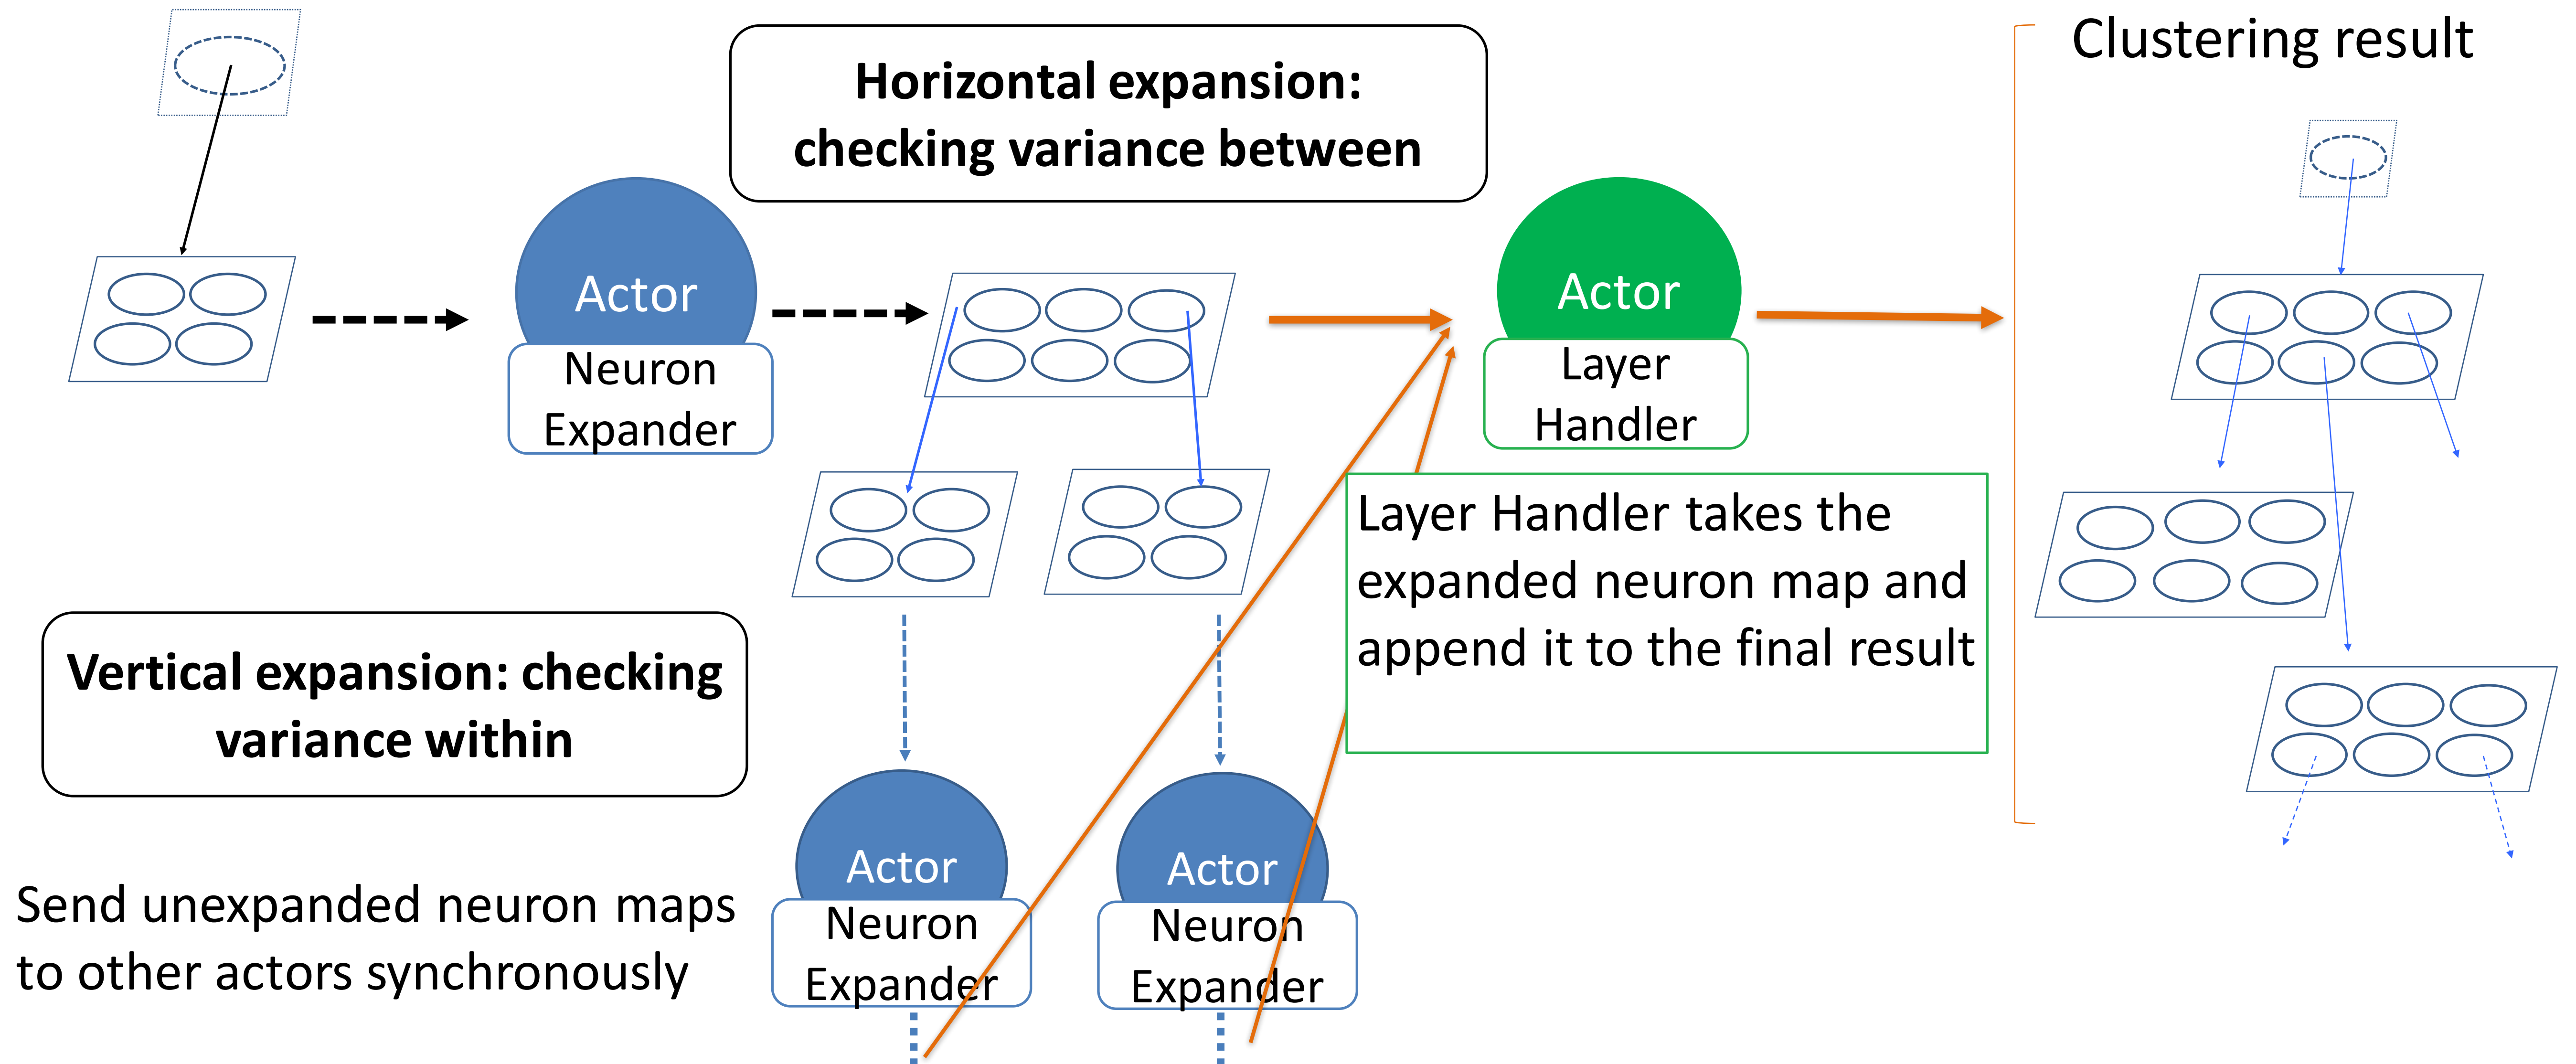 Clustering result
Horizontal expansion:
checking variance between
Actor
Neuron
Expander
Actor
Layer
Handler
Layer Handler takes the
expanded neuron map and
append it to the final result
Vertical expansion: checking
variance within
Send unexpanded neuron maps
to other actors synchronously
Actor
Neuron
Expander
Actor
Neuron
Expander